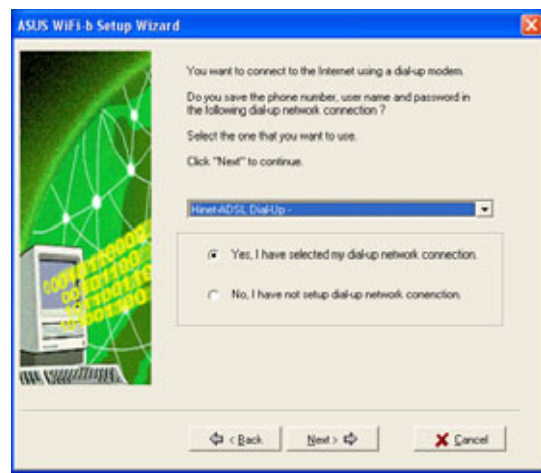 ASUS WiFi-b Setup Wizard
You want to connect to the Internet using a dial-up modem.
Do you save the phone number, user name and password in
the following dial-up network connection ?
Select the one that you want to use.
Click "Next" to continue.
Hinet-ADSL Dial-Up -
Yes, I have selected my dial-up network connection.
No, I have not setup dial-up network conenction.
< Back
Next >
Cancel